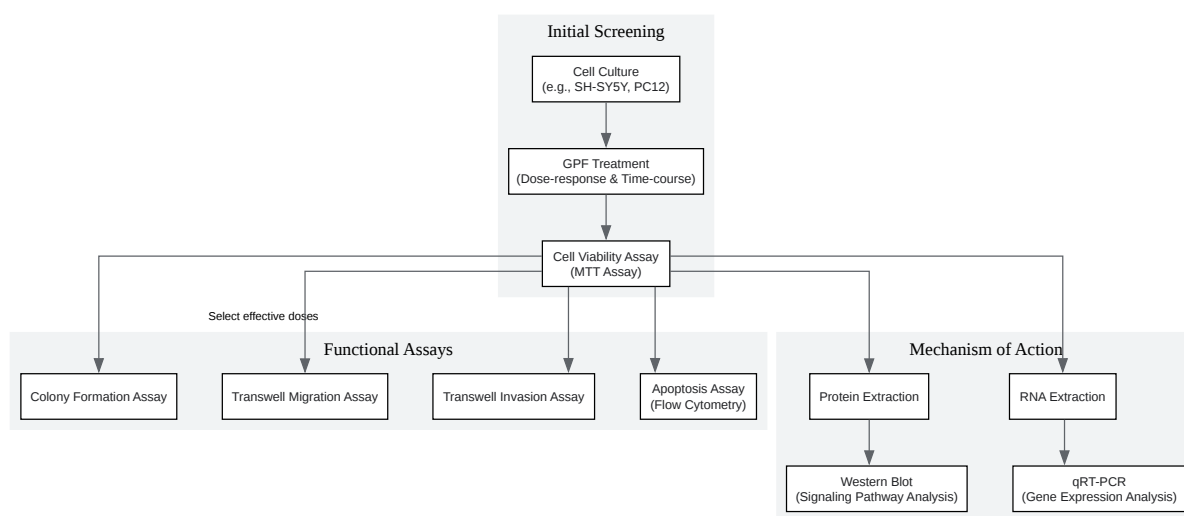 Initial Screening
Cell Culture
(e.g., SH-SY5Y, PC12)
GPF Treatment
(Dose-response & Time-course)
Cell Viability Assay
(MTT Assay)
Select effective doses
Functional Assays
Mechanism of Action
Colony Formation Assay
Transwell Migration Assay
Transwell Invasion Assay
Apoptosis Assay
(Flow Cytometry)
Protein Extraction
RNA Extraction
Western Blot
(Signaling Pathway Analysis)
qRT-PCR
(Gene Expression Analysis)